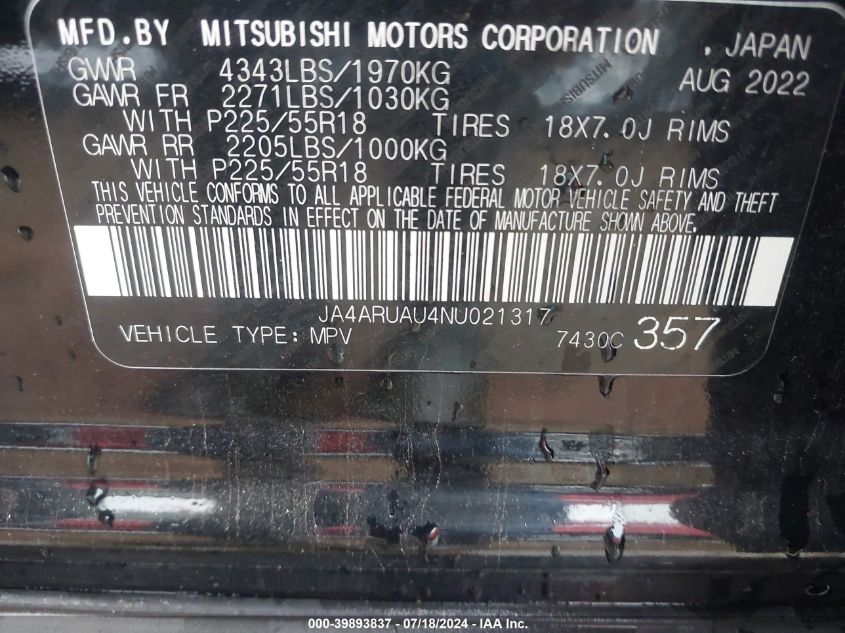 MFD.BY MITSUBISHI MOTORS CORPORATION , JAPAN
GVWR 4343LBS/1970KG AUG 2022
GAWR FR 2271LBS/1030KG
WITH P225/55R18 TIRES 18X7.0J RIMS
GAWR RR 2205LBS/1000KG
WITH P225/55R18 TIRES 18X7.0J RIMS
THIS VEHICLE CONFORMS TO ALL APPLICABLE FEDERAL MOTOR VEHICLE SAFETY AND THEFT
PREVENTION STANDARDS IN EFFECT ON THE DATE OF MANUFACTURE SHOWN ABOVE.
JA4ARUAU4NU021317
VEHICLE TYPE: MPV 7430C 357
000-39893837 - 07/18/2024 - IAA Inc.